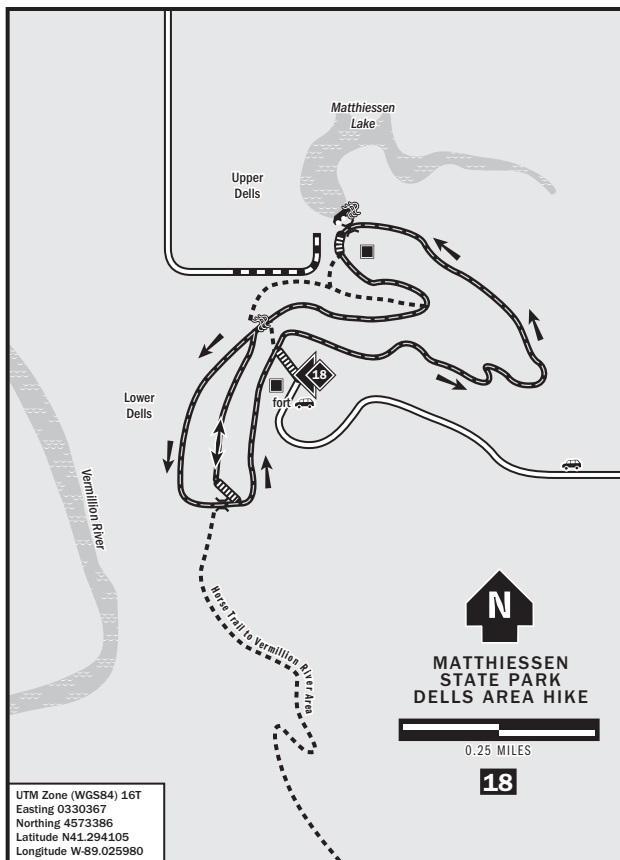 Matthiessen
Lake
Upper
Dells
18
fort
Lower
Dells
Vermillion River
Horse Trail to Vermillion River Area
N
MATTHIESSEN
STATE PARK
DELLS AREA HIKE
0.25 MILES
18
UTM Zone (WGS84) 16T
Easting 0330367
Northing 4573386
Latitude N41.294105
Longitude W-89.025980